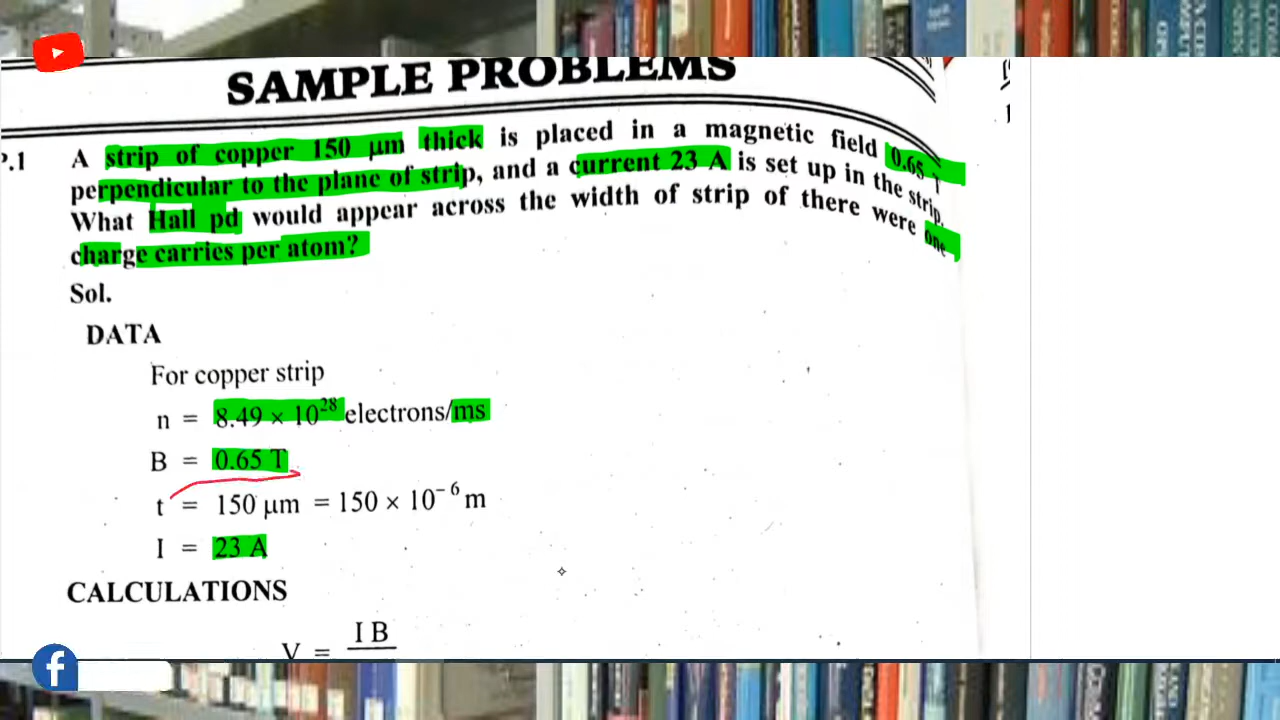 SAMPLE PROBLEMS
P.1 A strip of copper 150 μm thick is placed in a magnetic field 0.65 T
perpendicular to the plane of strip, and a current 23 A is set up in the strip.
What Hall pd would appear across the width of strip of there were one
charge carries per atom?
Sol.
DATA
For copper strip
n = 8.49 × 10²⁸ electrons/ms
B = 0.65 T
t = 150 μm = 150 × 10⁻⁶ m
I = 23 A
CALCULATIONS
I B
V =
f